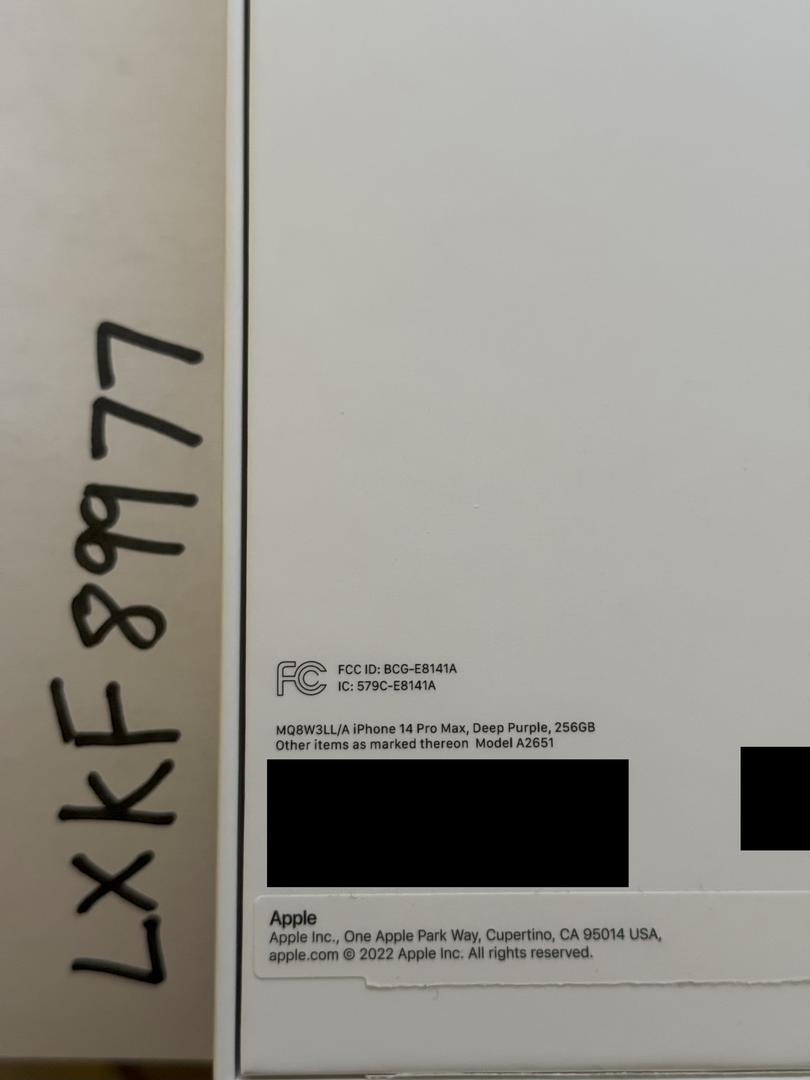 LXKF89977
FC
FCC ID: BCG-E8141A
IC: 579C-E8141A
MQ8W3LL/A iPhone 14 Pro Max, Deep Purple, 256GB
Other items as marked thereon Model A2651
Apple
Apple Inc., One Apple Park Way, Cupertino, CA 95014 USA,
apple.com © 2022 Apple Inc. All rights reserved.